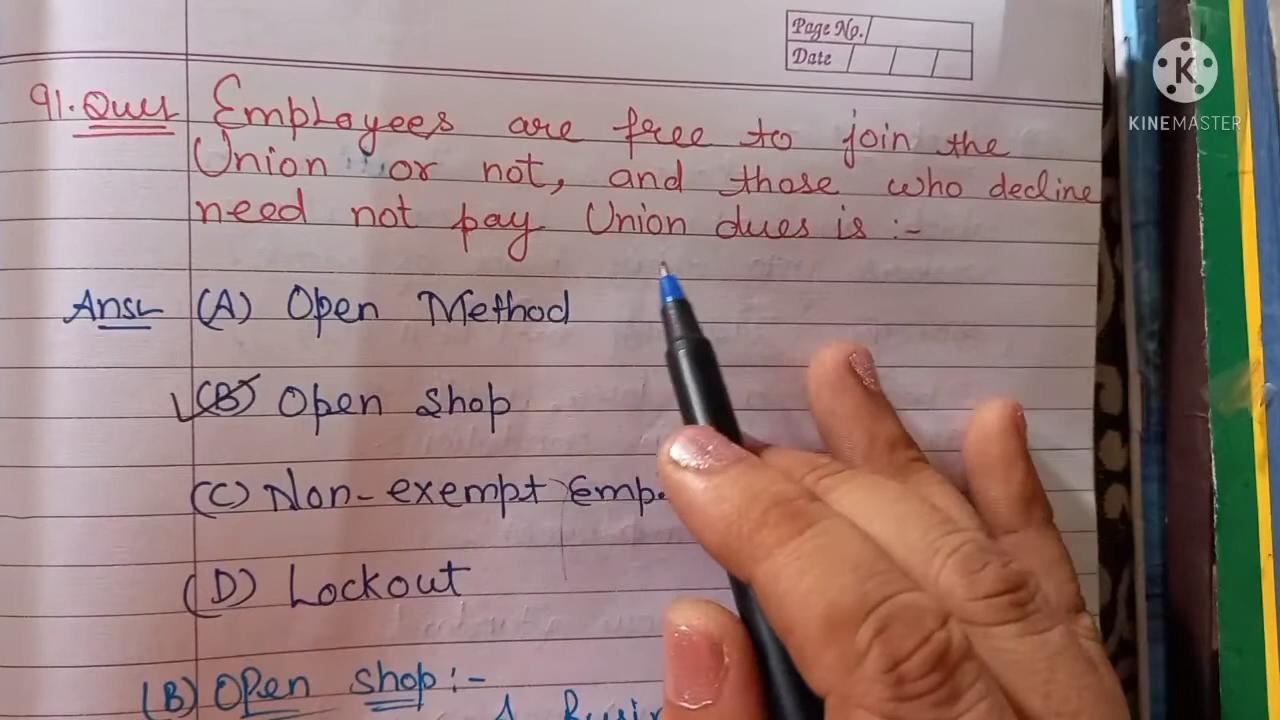 Page No.
Date
KINEMASTER
91. Ques Employees are free to join the
Union or not, and those who decline
need not pay Union dues is :-
Ans (A) Open Method
(B) Open shop
(C) Non-exempt Emp
(D) Lockout
(B) Open shop :-
A